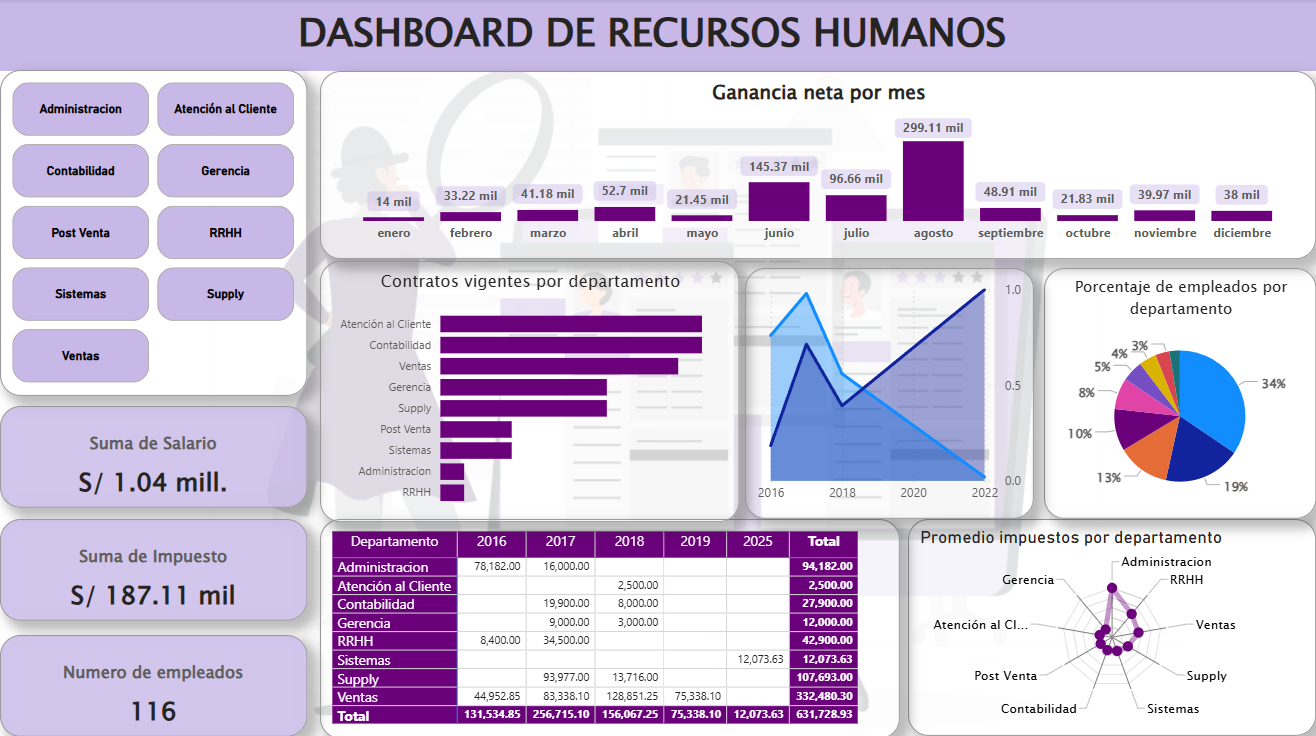 DASHBOARD DE RECURSOS HUMANOS
Administracion
Atención al Cliente
Contabilidad
Gerencia
Post Venta
RRHH
Sistemas
Supply
Ventas
Suma de Salario
S/ 1.04 mill.
Suma de Impuesto
S/ 187.11 mil
Numero de empleados
116
Ganancia neta por mes
14 mil
33.22 mil
41.18 mil
52.7 mil
21.45 mil
145.37 mil
96.66 mil
299.11 mil
48.91 mil
21.83 mil
39.97 mil
38 mil
enero
febrero
marzo
abril
mayo
junio
julio
agosto
septiembre
octubre
noviembre
diciembre
Contratos vigentes por departamento
Atención al Cliente
Contabilidad
Ventas
Gerencia
Supply
Post Venta
Sistemas
Administracion
RRHH
1.0
0.5
0.0
2016
2018
2020
2022
Porcentaje de empleados por
departamento
34%
19%
13%
10%
8%
5%
4%
3%
Departamento 2016 2017 2018 2019 2025 Total
Administracion 78,182.00 16,000.00 94,182.00
Atención al Cliente 2,500.00 2,500.00
Contabilidad 19,900.00 8,000.00 27,900.00
Gerencia 9,000.00 3,000.00 12,000.00
RRHH 8,400.00 34,500.00 42,900.00
Sistemas 12,073.63 12,073.63
Supply 93,977.00 13,716.00 107,693.00
Ventas 44,952.85 83,338.10 128,851.25 75,338.10 332,480.30
Total 131,534.85 256,715.10 156,067.25 75,338.10 12,073.63 631,728.93
Promedio impuestos por departamento
Administracion
RRHH
Ventas
Supply
Sistemas
Contabilidad
Post Venta
Atención al Cl...
Gerencia